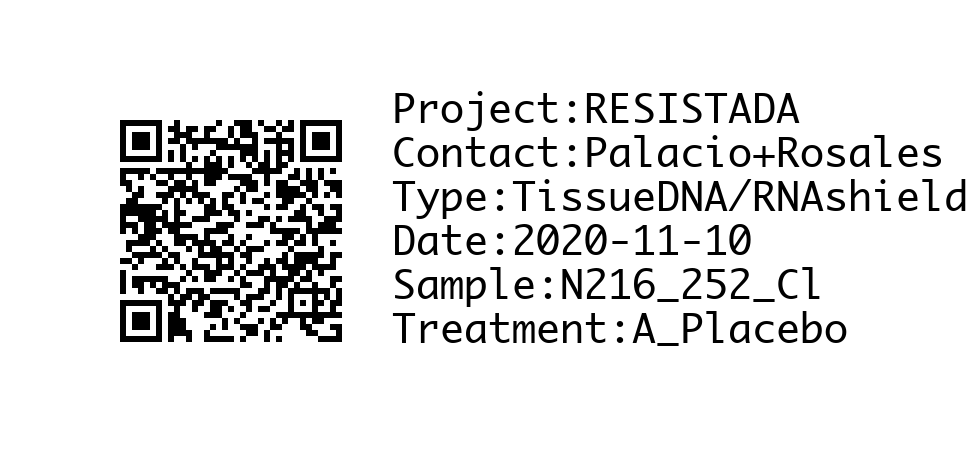 Project:RESISTADA
Contact:Palacio+Rosales
Type:TissueDNA/RNAshield
Date:2020-11-10
Sample:N216_252_Cl
Treatment:A_Placebo